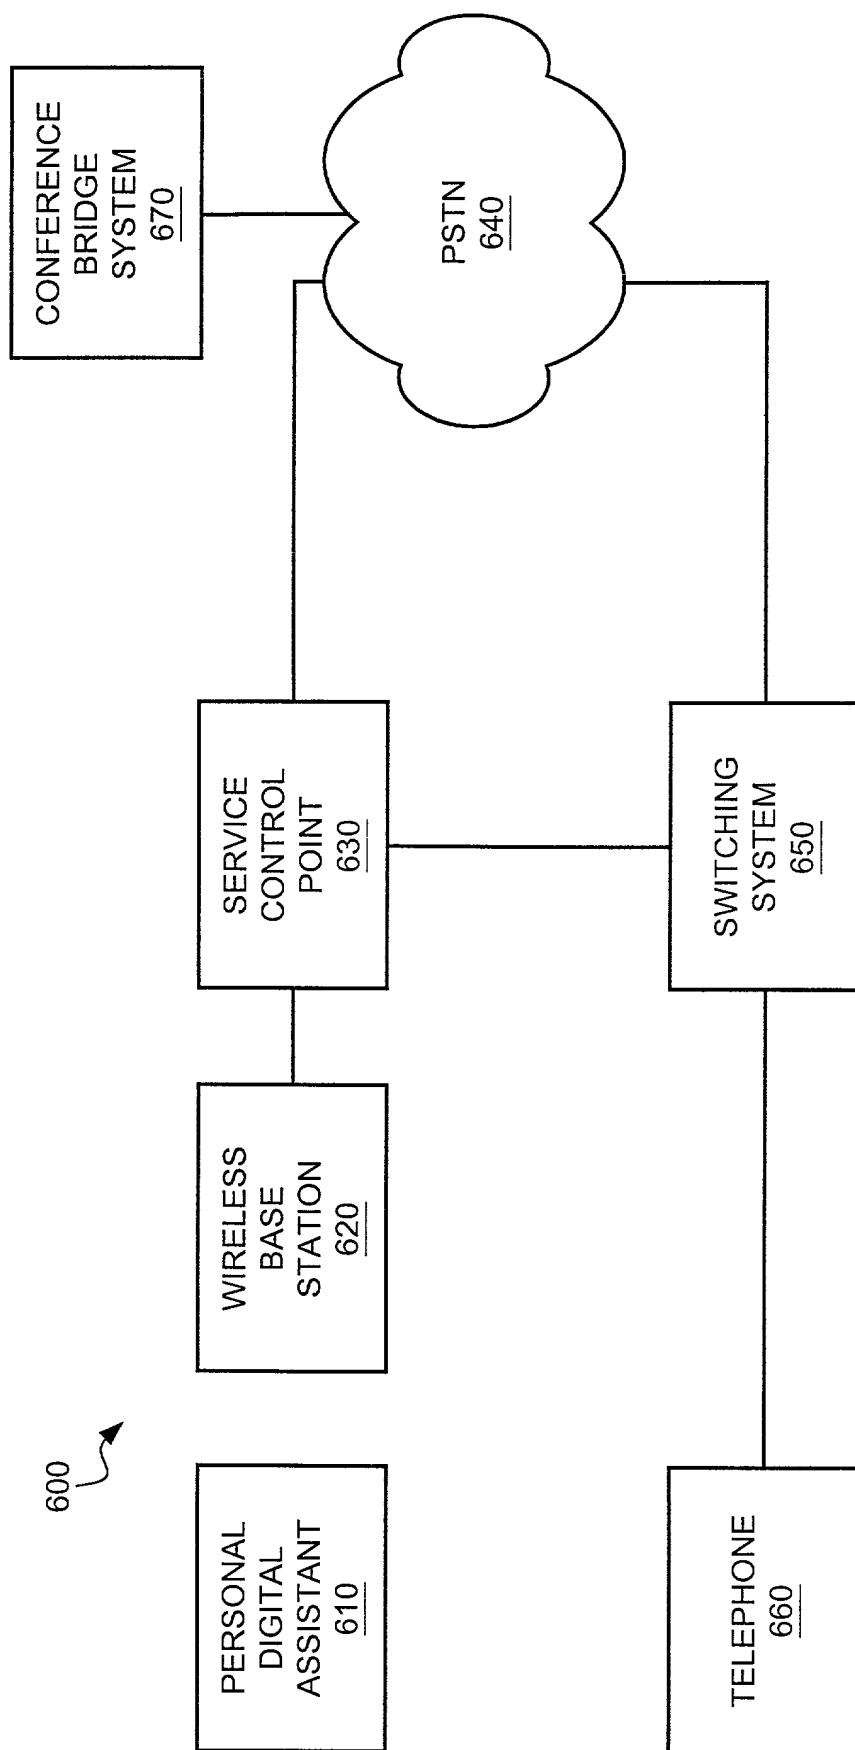 600
PERSONAL
DIGITAL
ASSISTANT
610
WIRELESS
BASE
STATION
620
SERVICE
CONTROL
POINT
630
CONFERENCE
BRIDGE
SYSTEM
670
PSTN
640
TELEPHONE
660
SWITCHING
SYSTEM
650